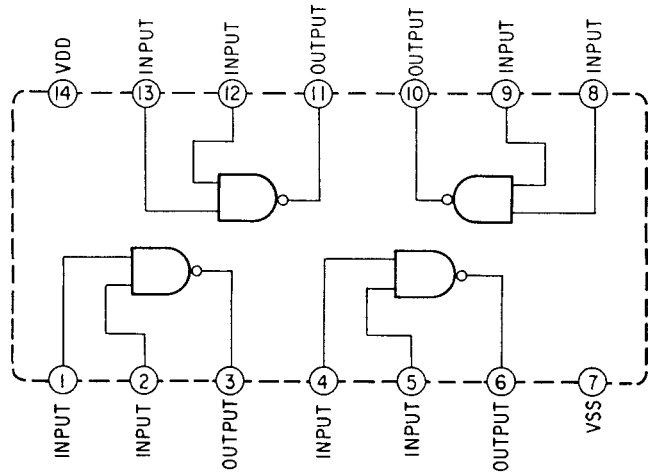 VDD
INPUT
INPUT
OUTPUT
OUTPUT
INPUT
INPUT
14
13
12
11
10
9
8
1
2
3
4
5
6
7
INPUT
INPUT
OUTPUT
INPUT
INPUT
OUTPUT
VSS